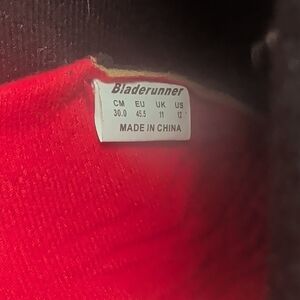 Bladerunner
CM EU UK US
30.0 45.5 11 12
MADE IN CHINA